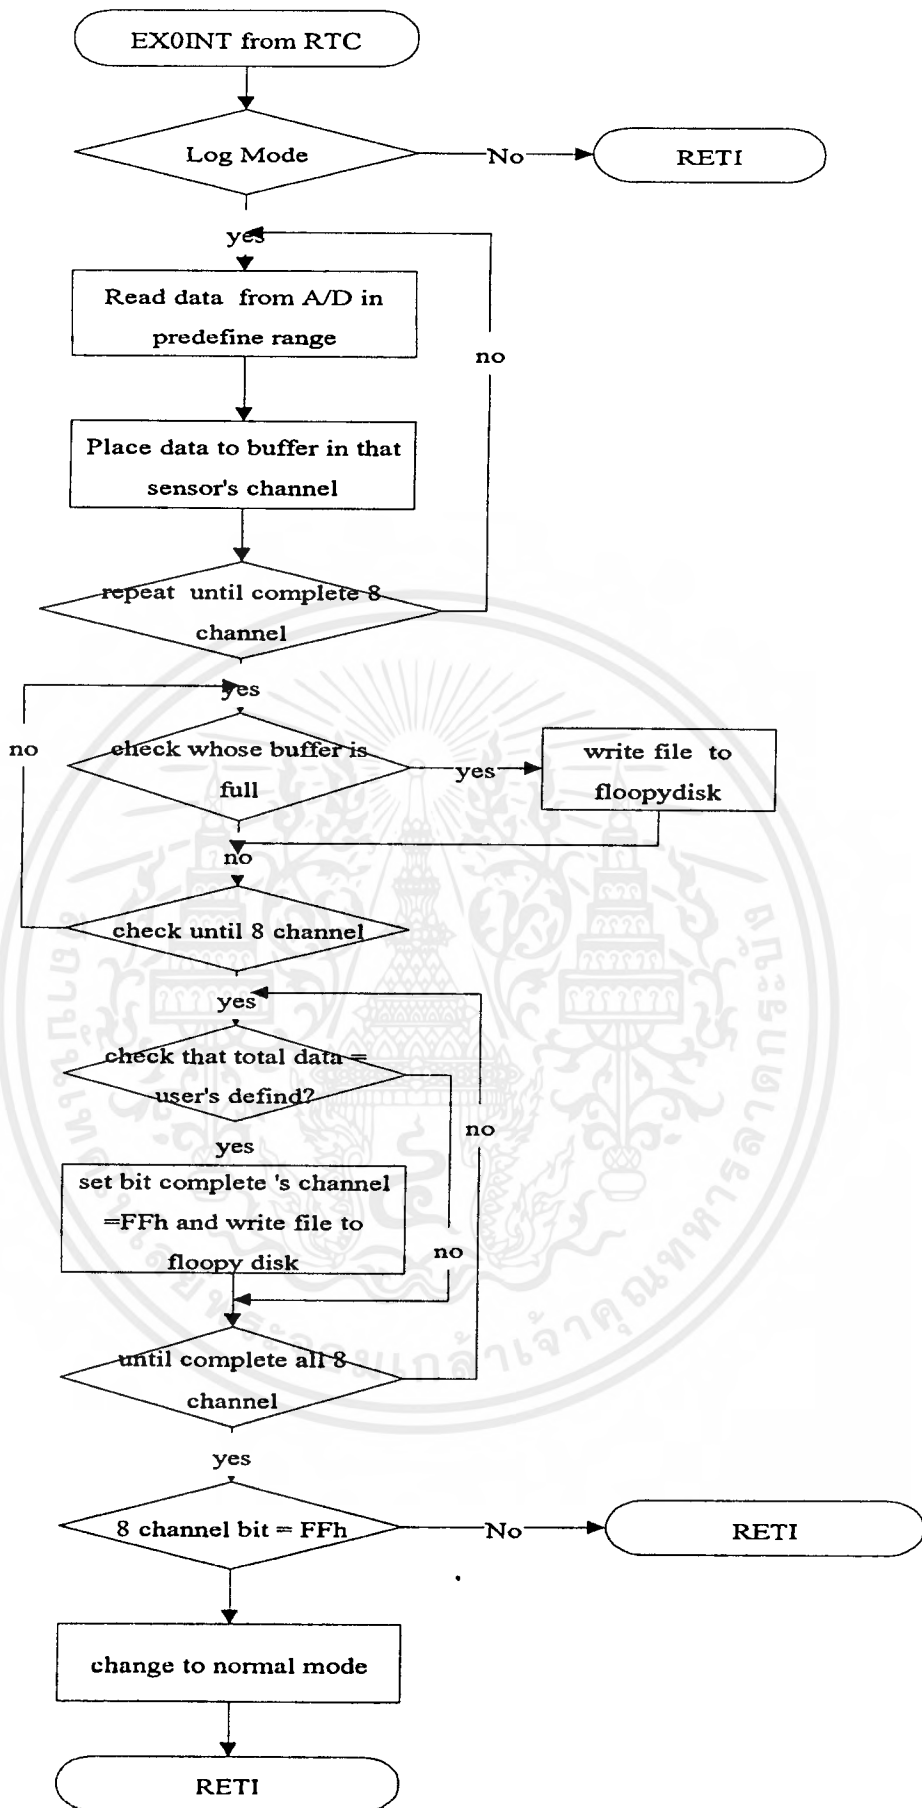 EX0INT from RTC
Log Mode
No
RETI
yes
Read data from A/D in
predefine range
no
Place data to buffer in that
sensor's channel
repeat until complete 8
channel
yes
no
check whose buffer is
full
yes
write file to
floopydisk
no
check until 8 channel
yes
check that total data =
user's defind?
no
yes
set bit complete 's channel
=FFh and write file to
floopy disk
no
until complete all 8
channel
yes
8 channel bit = FFh
No
RETI
change to normal mode
RETI